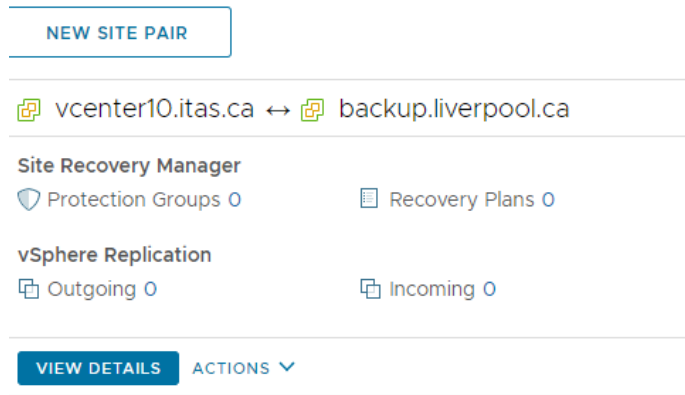 NEW SITE PAIR
vcenter10.itas.ca ↔ backup.liverpool.ca
Site Recovery Manager
Protection Groups 0 Recovery Plans 0
vSphere Replication
Outgoing 0 Incoming 0
VIEW DETAILS ACTIONS